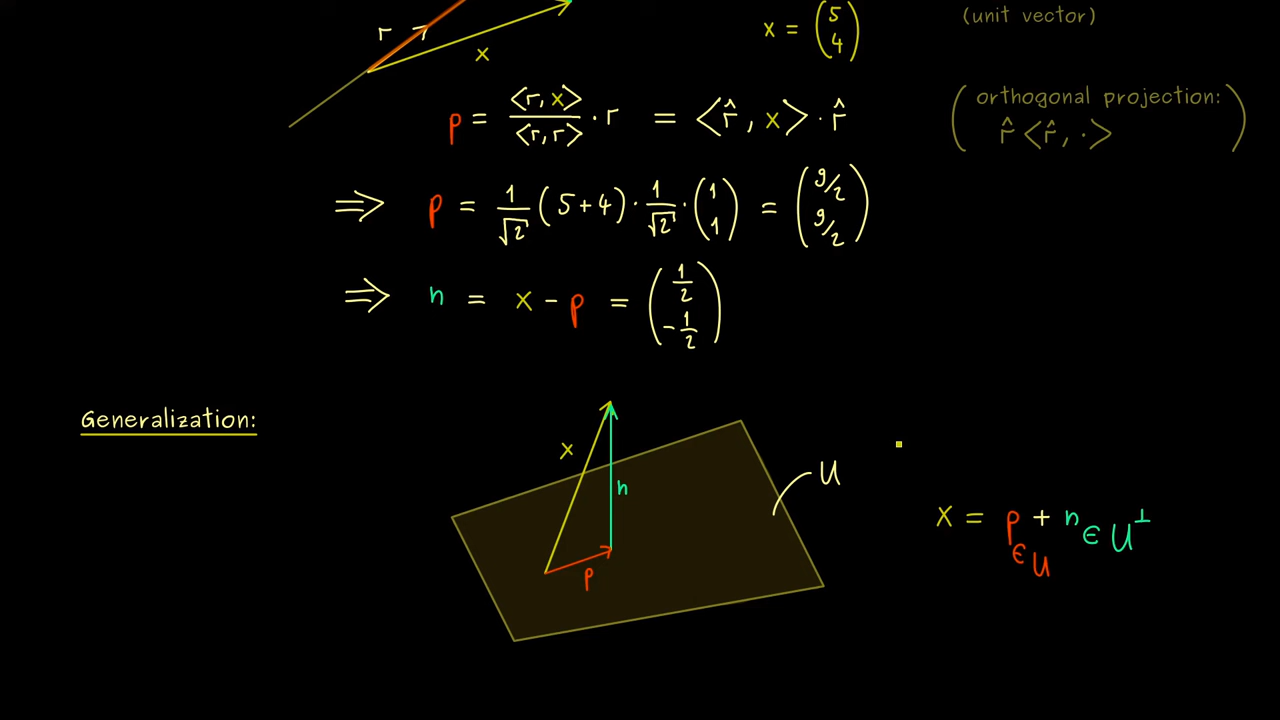 (unit vector)
r
x
x = (5 4)
(orthogonal projection: r̂ <r̂, ·>)
p = <r, x> / <r, r> · r = <r̂, x> · r̂
⇒ p = 1/√2 (5+4) · 1/√2 · (1 1) = (9/2 9/2)
⇒ n = x - p = (1/2 -1/2)
Generalization:
x
n
U
p
x = p ∈ U + n ∈ U⊥